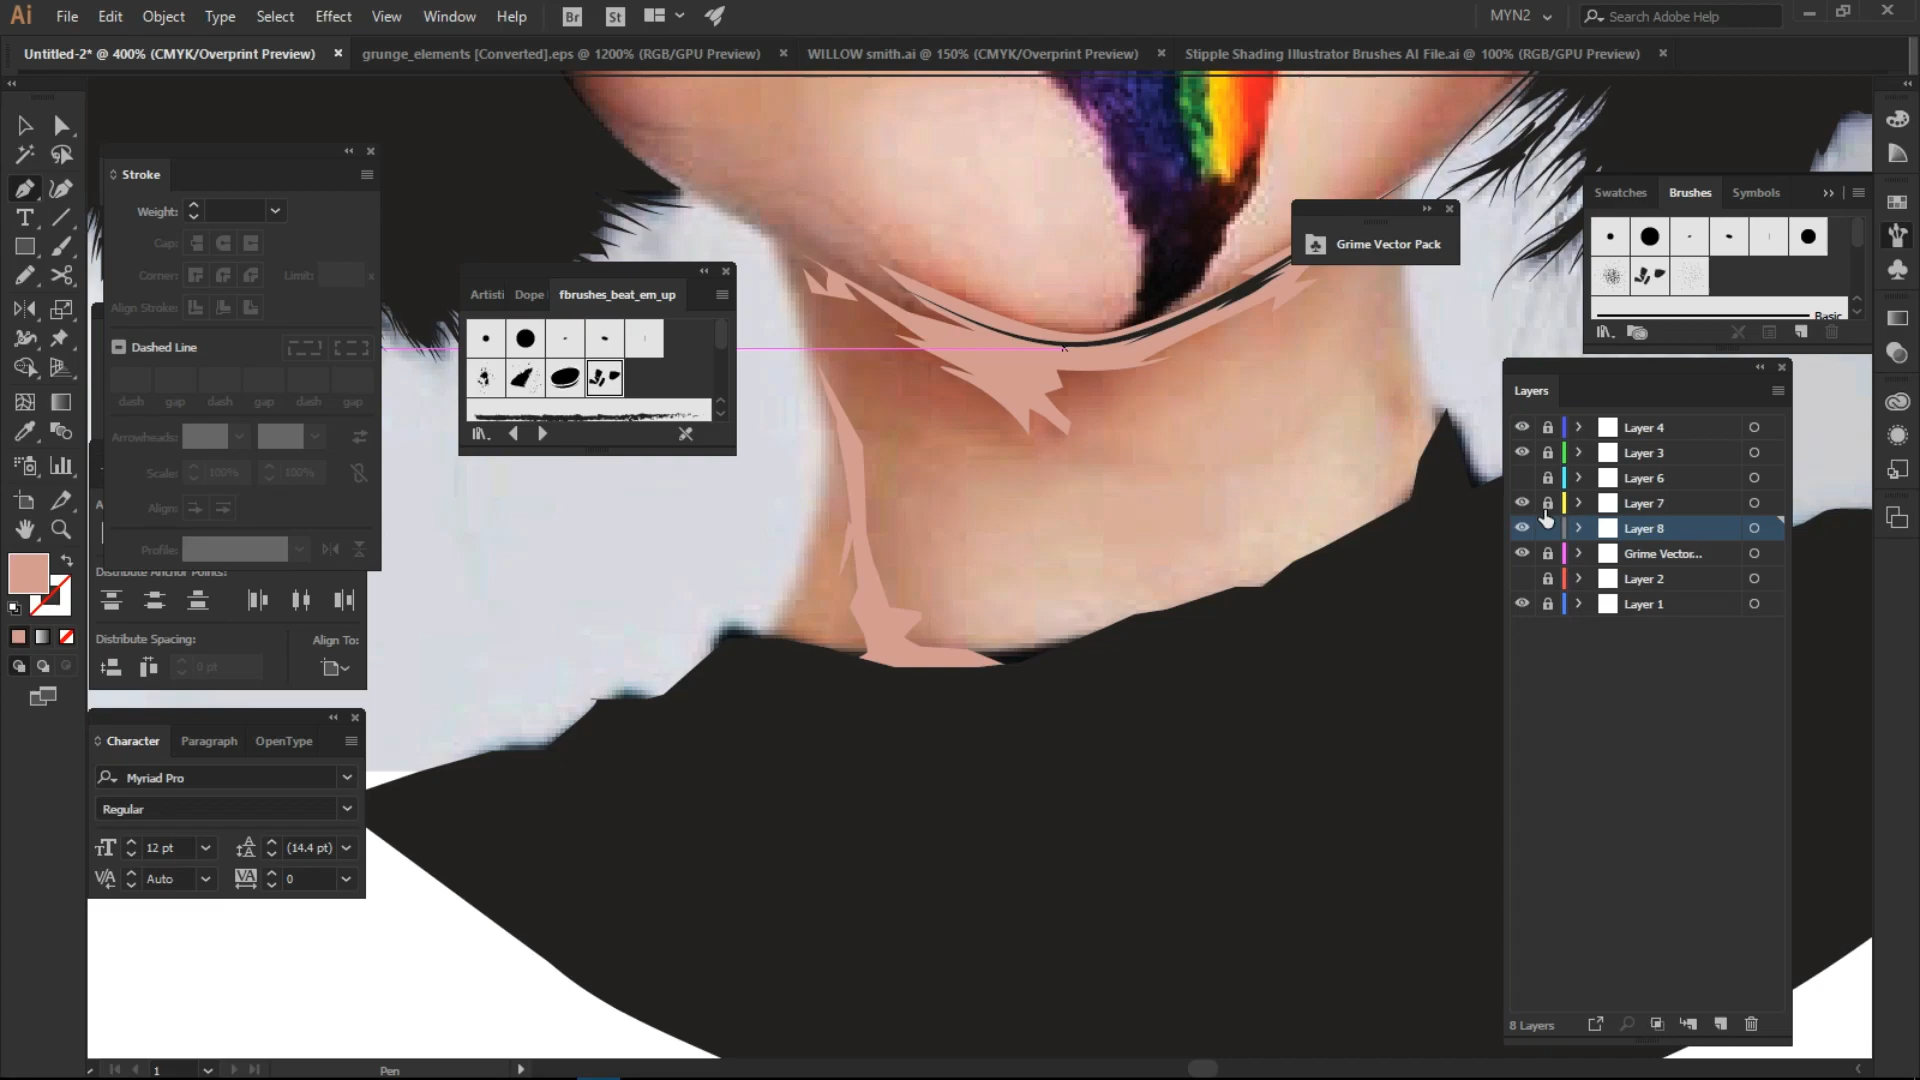 Ai File Edit Object Type Select Effect View Window Help Br St MYN2 Search Adobe Help
Untitled-2* @ 400% (CMYK/Overprint Preview) × grunge_elements [Converted].eps @ 1200% (RGB/GPU Preview) × WILLOW smith.ai @ 150% (CMYK/Overprint Preview) × Stipple Shading Illustrator Brushes AI File.ai @ 100% (RGB/GPU Preview) ×
Stroke
Weight:
Cap:
Corner: Limit: x
Align Stroke:
Dashed Line
dash gap dash gap dash gap
Arrowheads:
Scale: 100% 100%
Align:
Profile:
Distribute Anchor Points:
Distribute Spacing: Align To:
9 pt
Character Paragraph OpenType
Myriad Pro
Regular
12 pt (14.4 pt)
Auto 0
Artisti Dope fbrushes_beat_em_up
Grime Vector Pack
Swatches Brushes Symbols
Basic
Layers
Layer 4
Layer 3
Layer 6
Layer 7
Layer 8
Grime Vector...
Layer 2
Layer 1
8 Layers
1 Pen